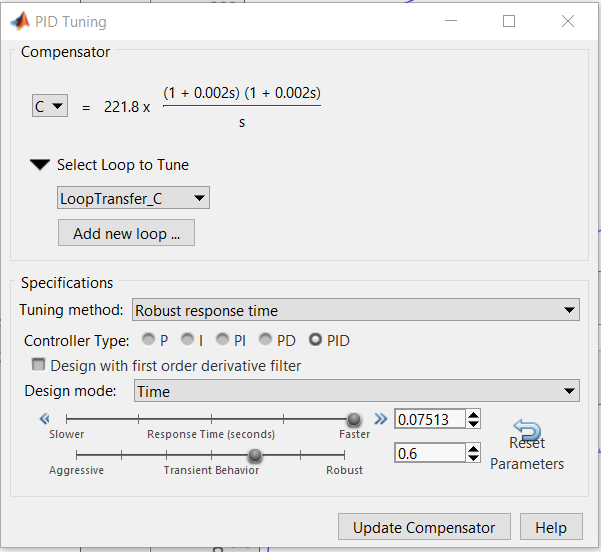 PID Tuning
Compensator
C = 221.8 x (1 + 0.002s) (1 + 0.002s)
s
Select Loop to Tune
LoopTransfer_C
Add new loop ...
Specifications
Tuning method: Robust response time
Controller Type: P I PI PD PID
Design with first order derivative filter
Design mode: Time
0.07513
Slower Response Time (seconds) Faster
0.6
Reset
Parameters
Aggressive Transient Behavior Robust
Update Compensator Help